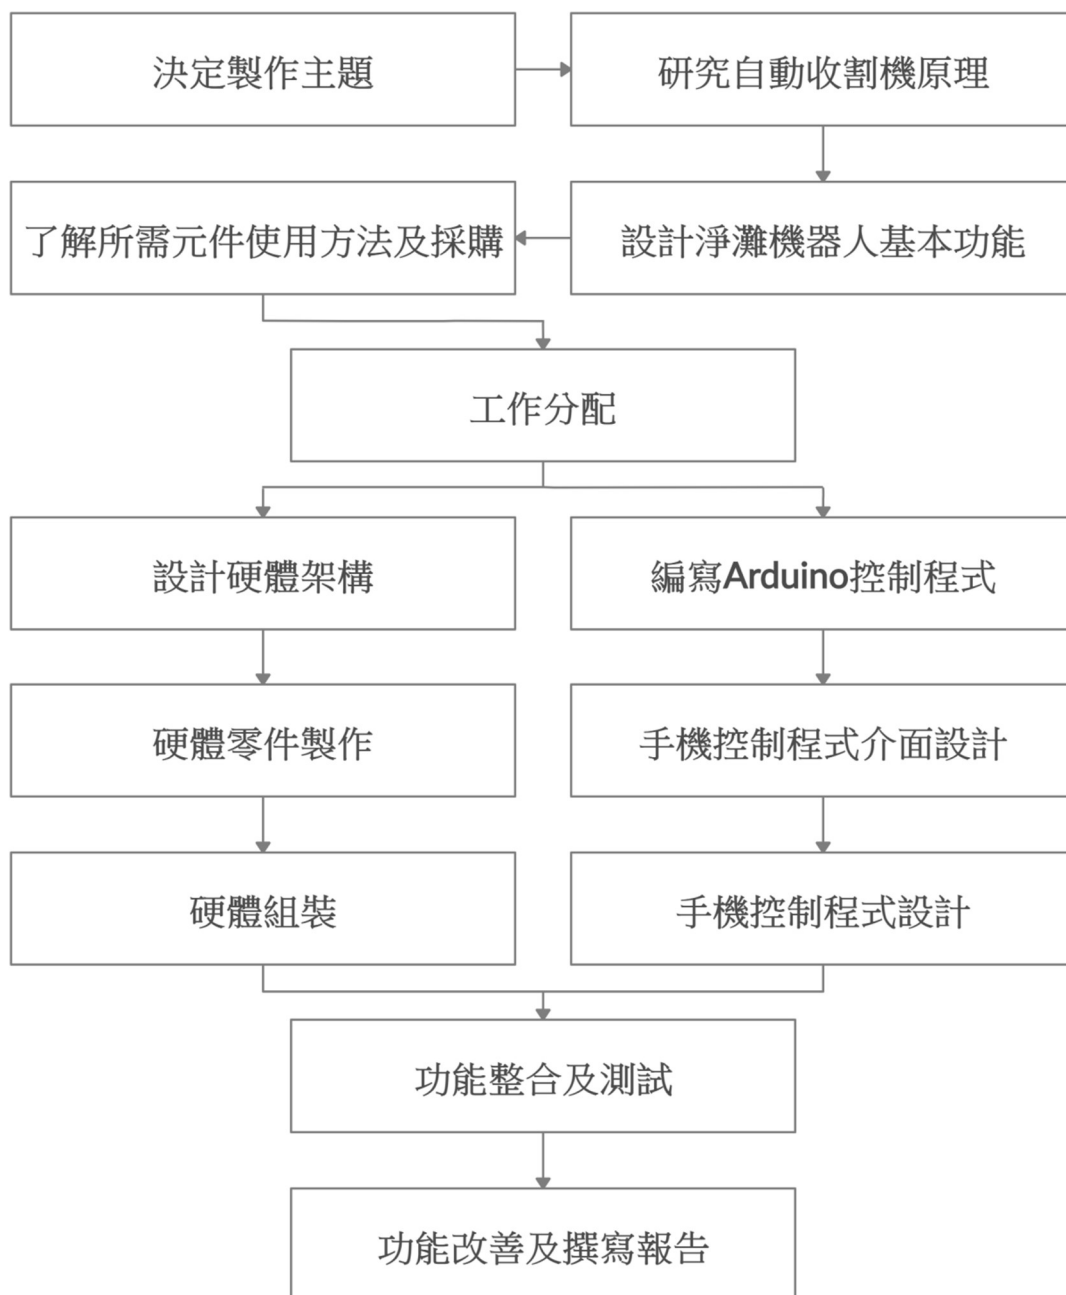 決定製作主題
研究自動收割機原理
設計淨灘機器人基本功能
了解所需元件使用方法及採購
工作分配
設計硬體架構
編寫Arduino控制程式
硬體零件製作
手機控制程式介面設計
硬體組裝
手機控制程式設計
功能整合及測試
功能改善及撰寫報告